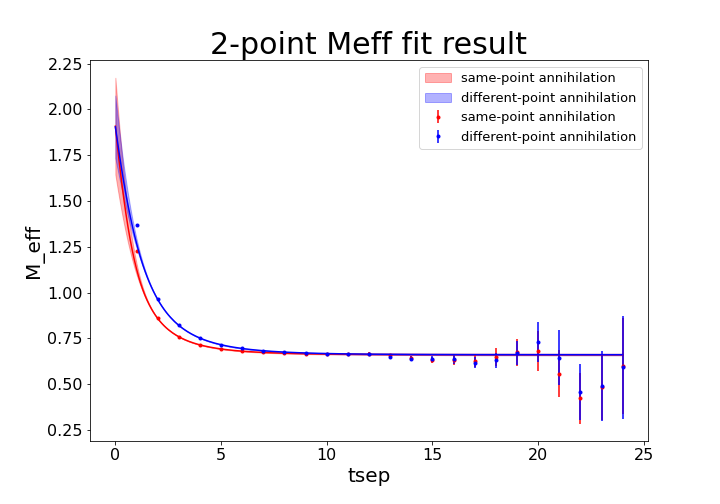 2-point Meff fit result
same-point annihilation
different-point annihilation
same-point annihilation
different-point annihilation
M_eff
2.25
2.00
1.75
1.50
1.25
1.00
0.75
0.50
0.25
0 5 10 15 20 25
tsep